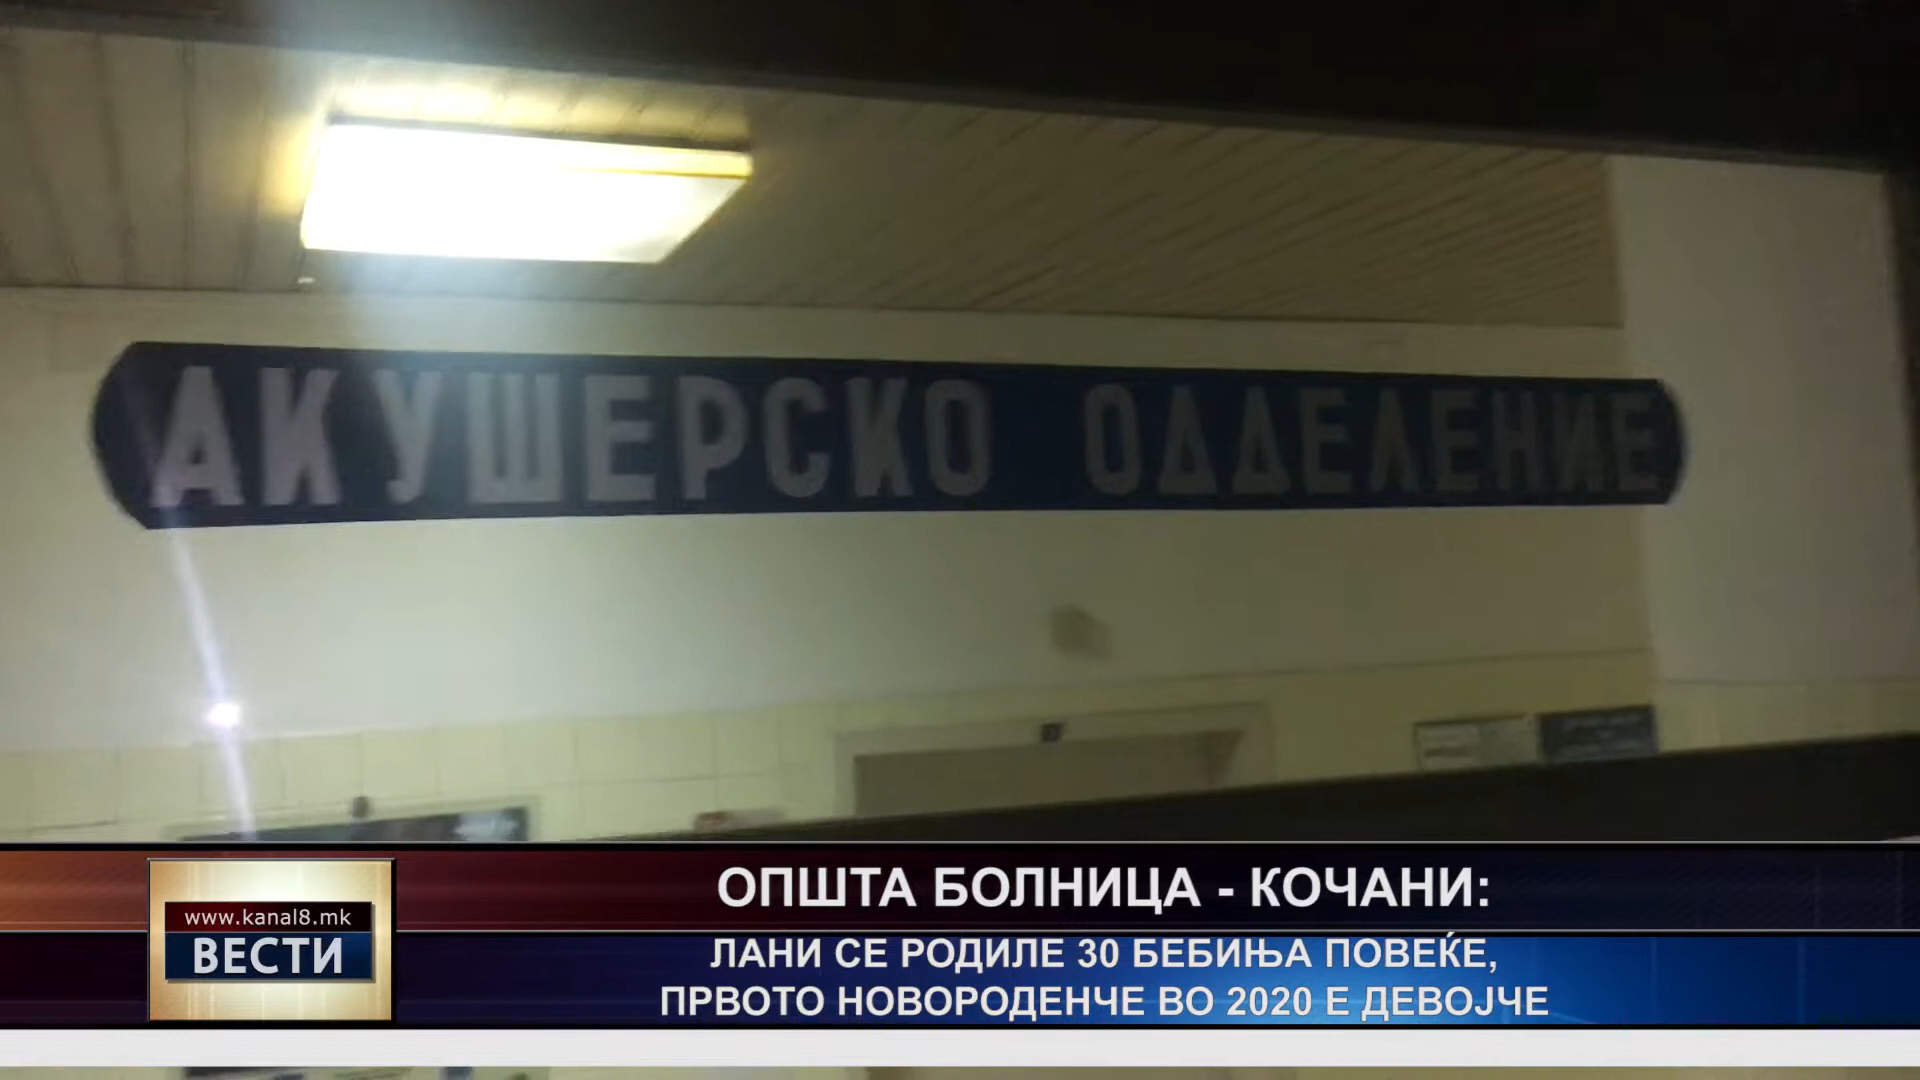 АКУШЕРСКО ОДДЕЛЕНИЕ
ОПШТА БОЛНИЦА - КОЧАНИ:
www.kanal8.mk
ВЕСТИ
ЛАНИ СЕ РОДИЛЕ 30 БЕБИЊА ПОВЕЌЕ,
ПРВОТО НОВОРОДЕНЧЕ ВО 2020 Е ДЕВОЈЧЕ